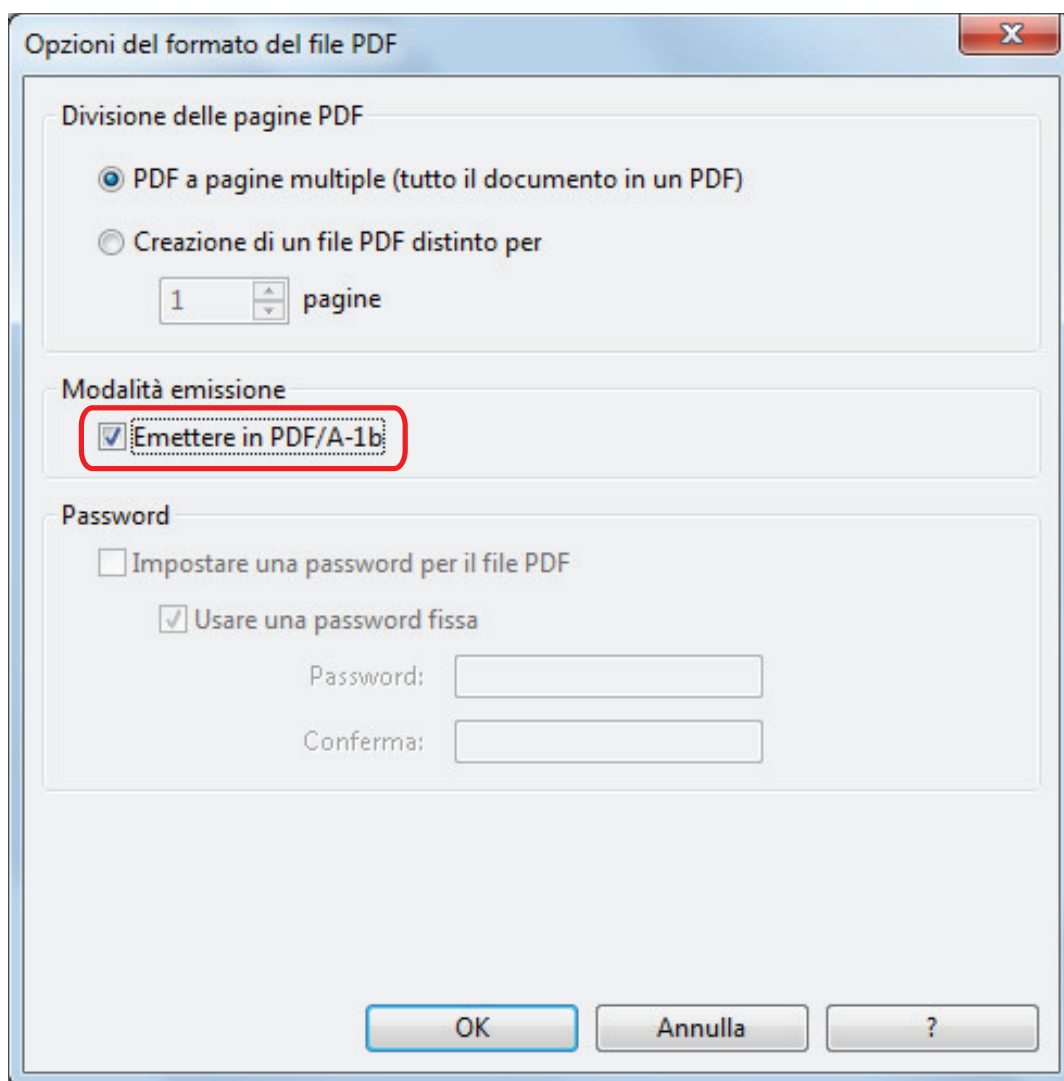 Opzioni del formato del file PDF
Divisione delle pagine PDF
PDF a pagine multiple (tutto il documento in un PDF)
Creazione di un file PDF distinto per
1 pagine
Modalità emissione
Emettere in PDF/A-1b
Password
Impostare una password per il file PDF
Usare una password fissa
Password:
Conferma:
OK Annulla ?